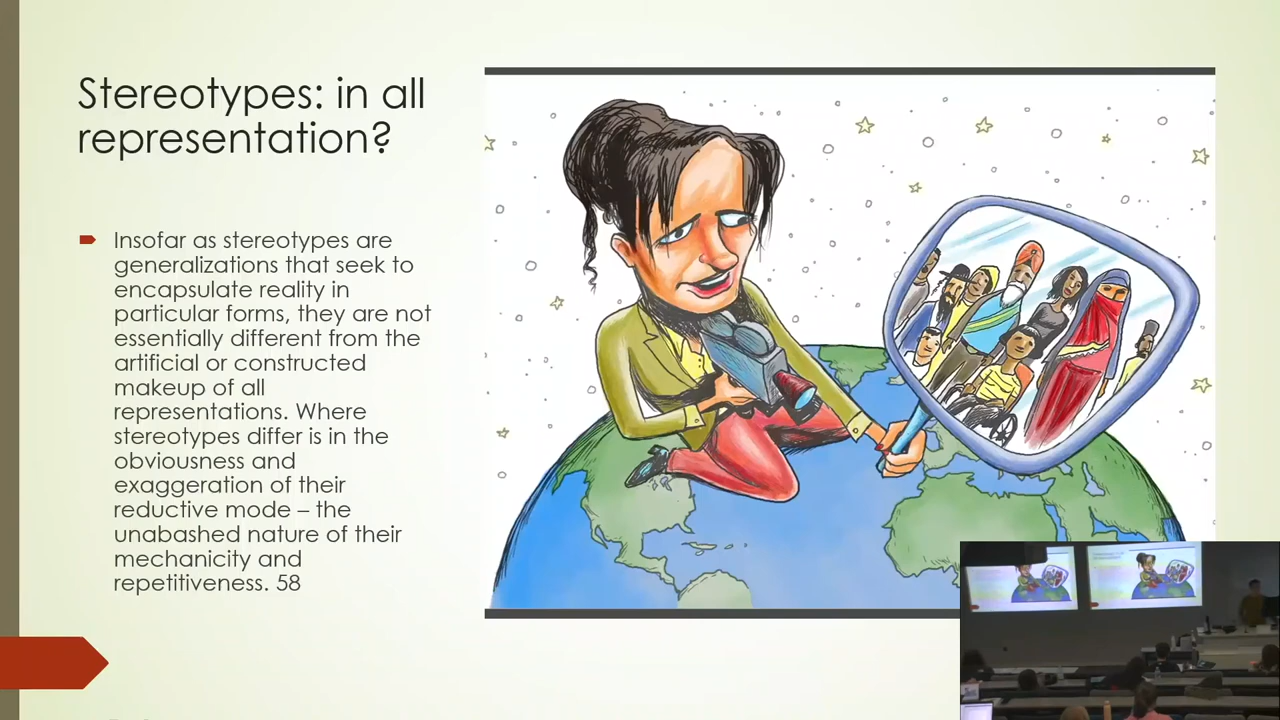 Stereotypes: in all
representation?
Insofar as stereotypes are
generalizations that seek to
encapsulate reality in
particular forms, they are not
essentially different from the
artificial or constructed
makeup of all
representations. Where
stereotypes differ is in the
obviousness and
exaggeration of their
reductive mode – the
unabashed nature of their
mechanicity and
repetitiveness. 58